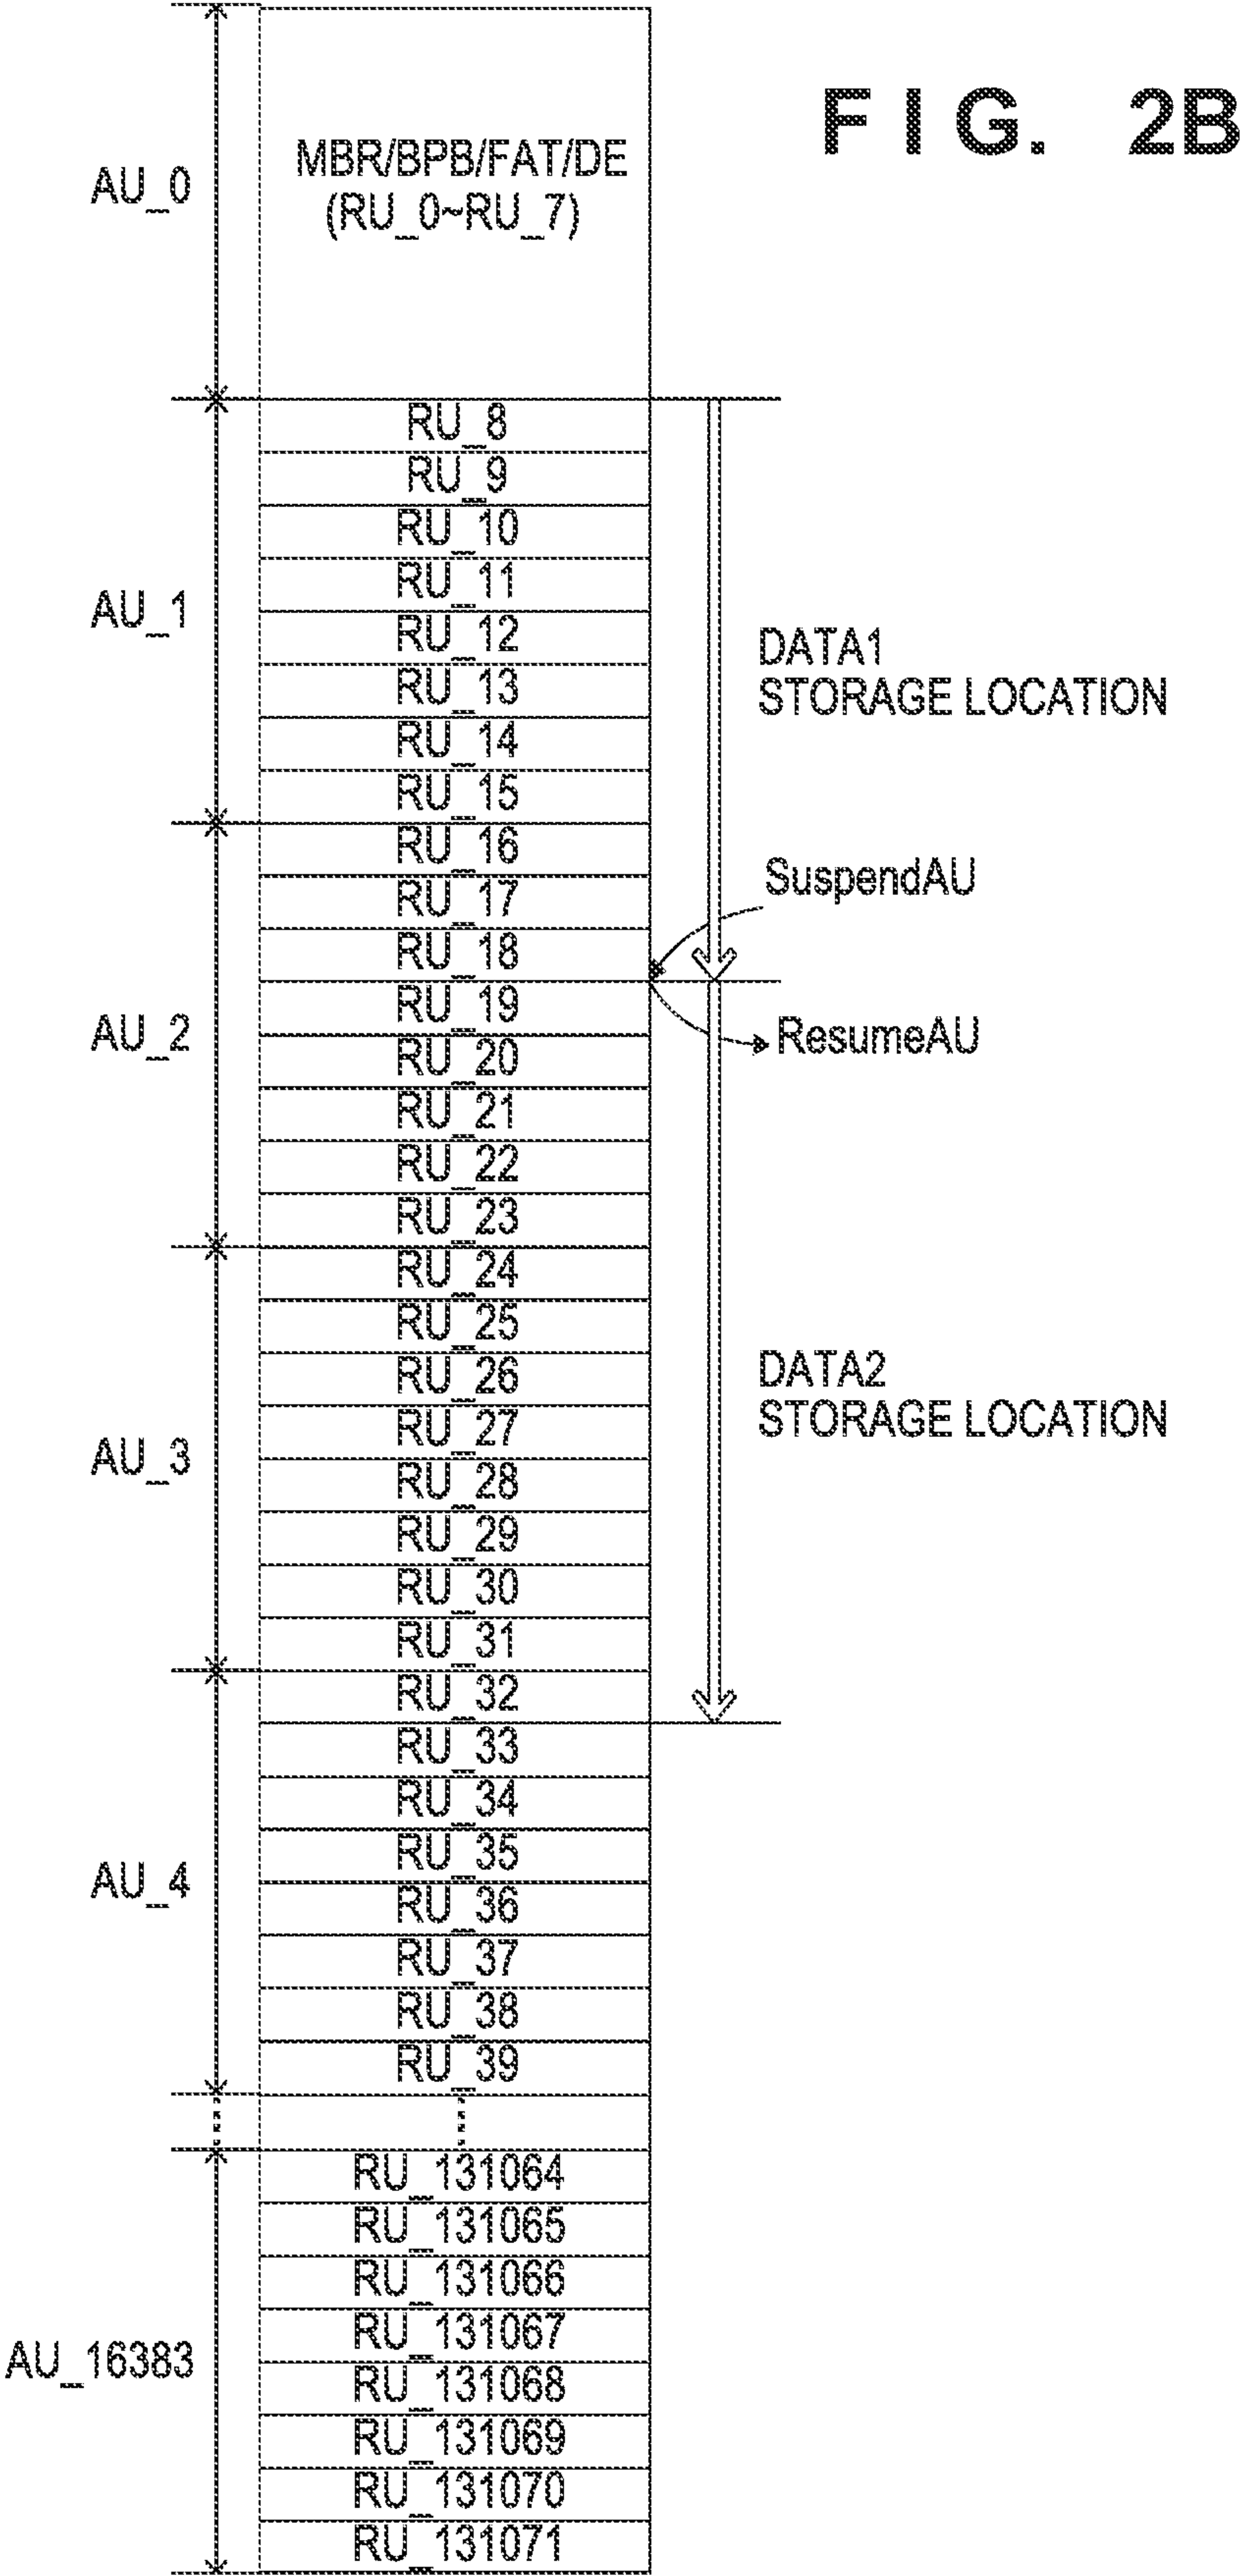 FIG. 2B
AU_0
MBR/BPB/FAT/DE
(RU_0~RU_7)
AU_1
RU_8
RU_9
RU_10
RU_11
RU_12
RU_13
RU_14
RU_15
DATA1
STORAGE LOCATION
AU_2
RU_16
RU_17
RU_18
RU_19
RU_20
RU_21
RU_22
RU_23
SuspendAU
ResumeAU
AU_3
RU_24
RU_25
RU_26
RU_27
RU_28
RU_29
RU_30
RU_31
DATA2
STORAGE LOCATION
AU_4
RU_32
RU_33
RU_34
RU_35
RU_36
RU_37
RU_38
RU_39
AU_16383
RU_131064
RU_131065
RU_131066
RU_131067
RU_131068
RU_131069
RU_131070
RU_131071